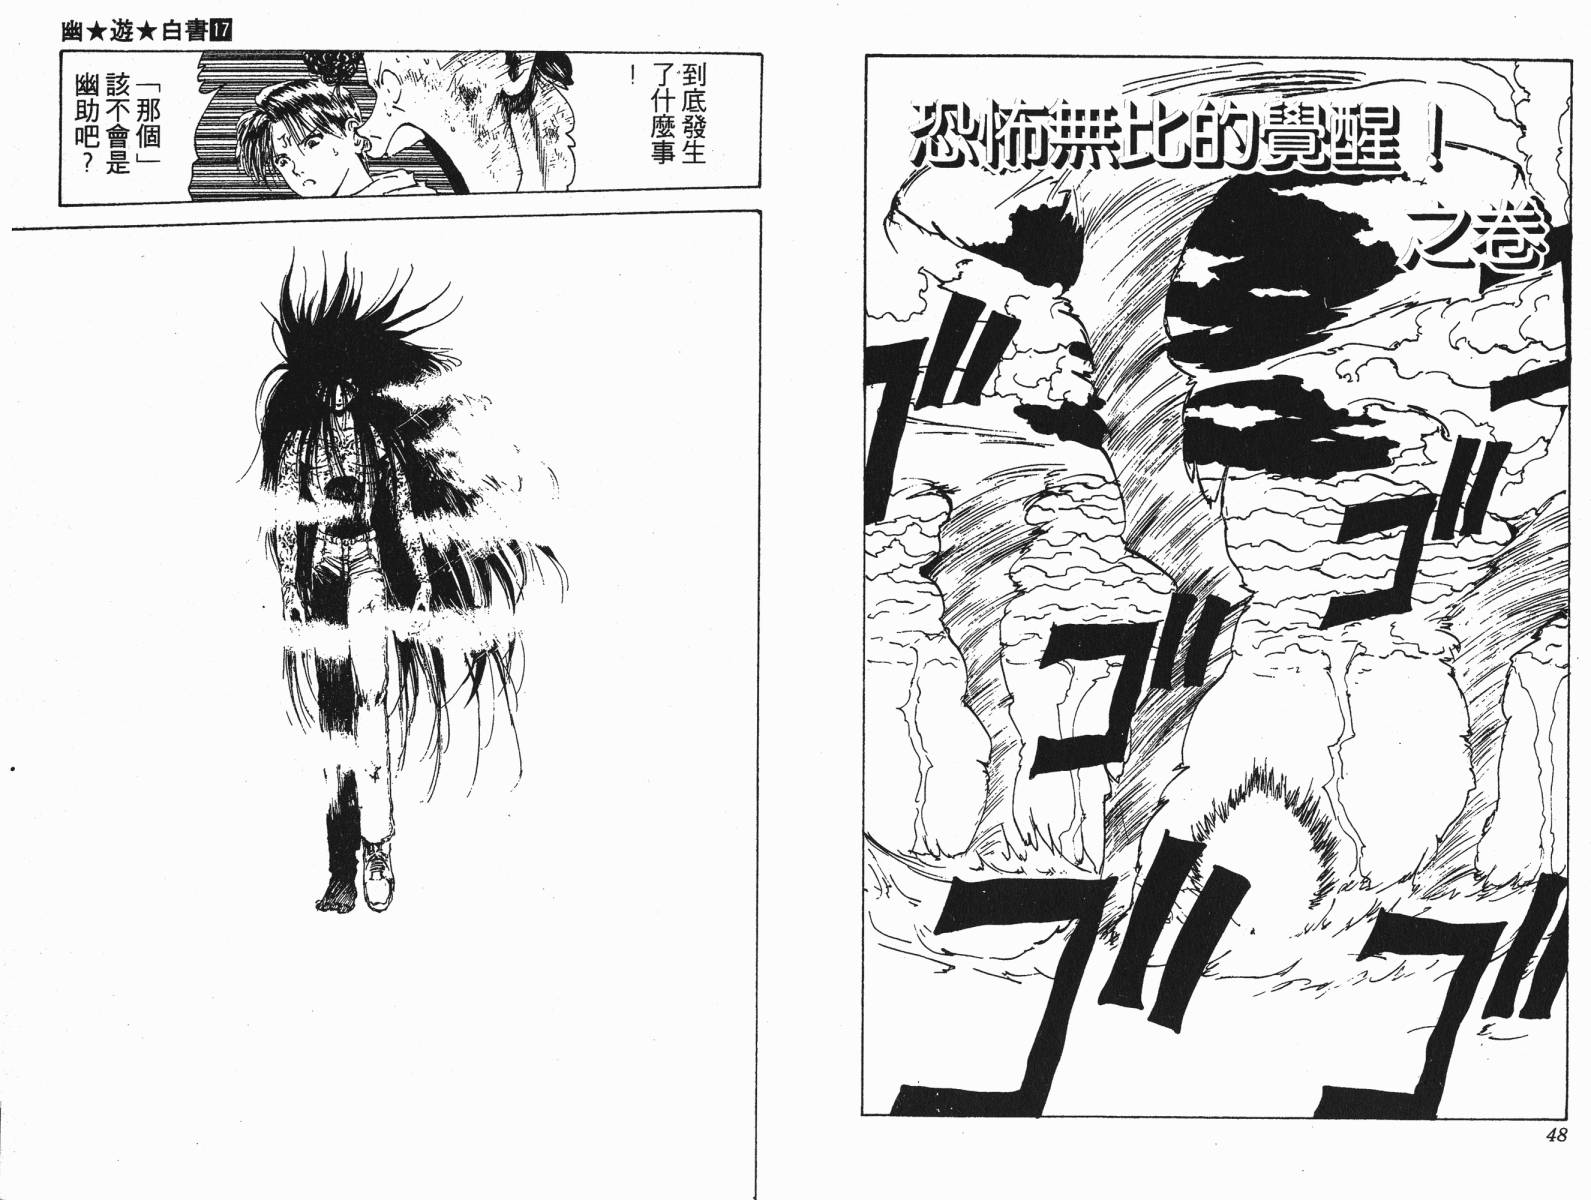 恐怖無比的覺醒！
之卷
ゴゴ
ゴ
ゴ
ゴ
ゴ
48
幽★遊★白書17
到底發生
了什麼事
！
「那個」
該不會是
幽助吧？